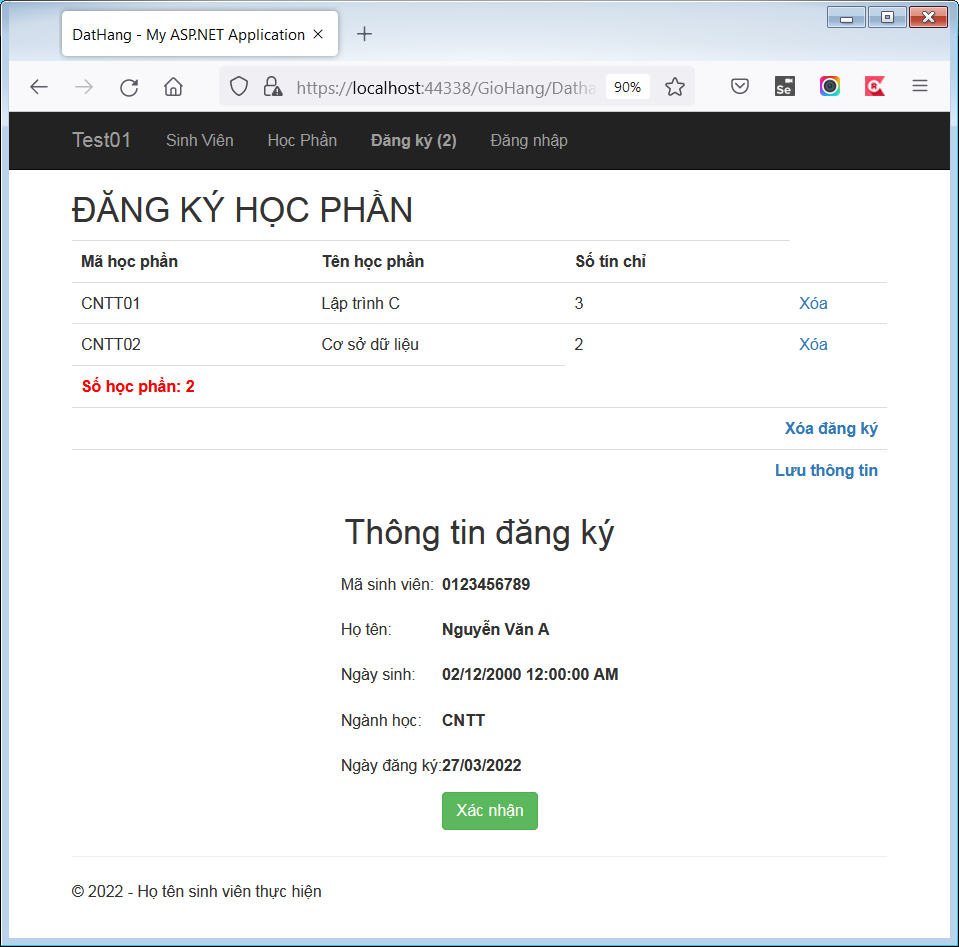 DatHang - My ASP.NET Application
https://localhost:44338/GioHang/Datha 90%
Test01 Sinh Viên Học Phần Đăng ký (2) Đăng nhập
ĐĂNG KÝ HỌC PHẦN
Mã học phần Tên học phần Số tín chỉ
CNTT01 Lập trình C 3 Xóa
CNTT02 Cơ sở dữ liệu 2 Xóa
Số học phần: 2
Xóa đăng ký
Lưu thông tin
Thông tin đăng ký
Mã sinh viên: 0123456789
Họ tên: Nguyễn Văn A
Ngày sinh: 02/12/2000 12:00:00 AM
Ngành học: CNTT
Ngày đăng ký:27/03/2022
Xác nhận
© 2022 - Họ tên sinh viên thực hiện